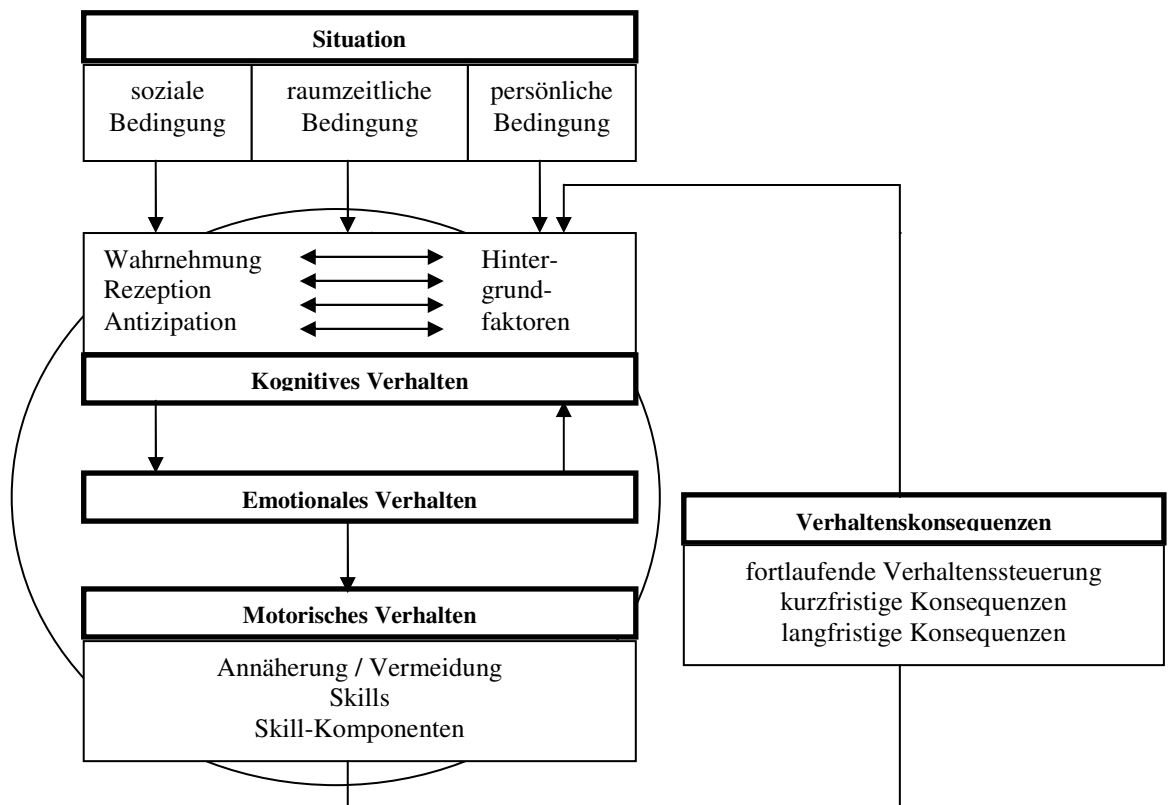 Situation
soziale
Bedingung
raumzeitliche
Bedingung
persönliche
Bedingung
Wahrnehmung
Rezeption
Antizipation
Hinter-
grund-
faktoren
Kognitives Verhalten
Emotionales Verhalten
Motorisches Verhalten
Annäherung / Vermeidung
Skills
Skill-Komponenten
Verhaltenskonsequenzen
fortlaufende Verhaltenssteuerung
kurzfristige Konsequenzen
langfristige Konsequenzen